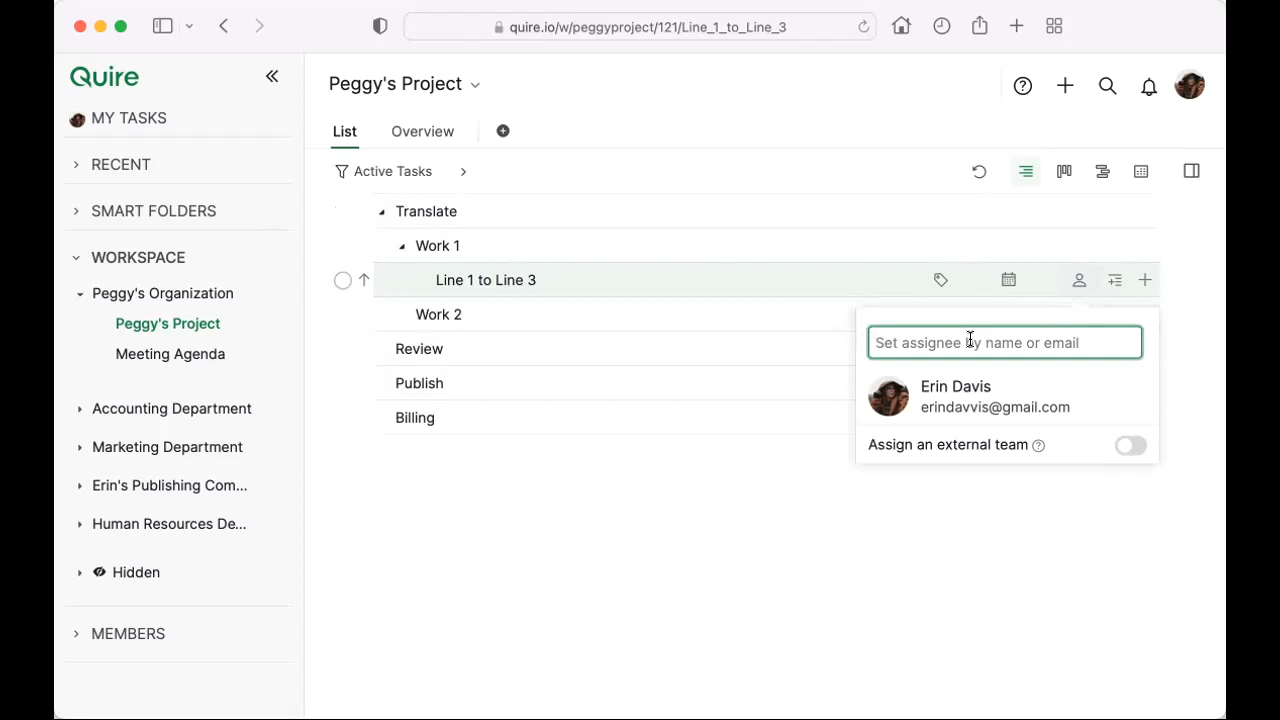 quire.io/w/peggyproject/121/Line_1_to_Line_3
Quire
MY TASKS
RECENT
SMART FOLDERS
WORKSPACE
Peggy's Organization
Peggy's Project
Meeting Agenda
Accounting Department
Marketing Department
Erin's Publishing Com...
Human Resources De...
Hidden
MEMBERS
Peggy's Project
List Overview
Active Tasks
Translate
Work 1
Line 1 to Line 3
Work 2
Review
Publish
Billing
Set assignee by name or email
Erin Davis
erindavvis@gmail.com
Assign an external team